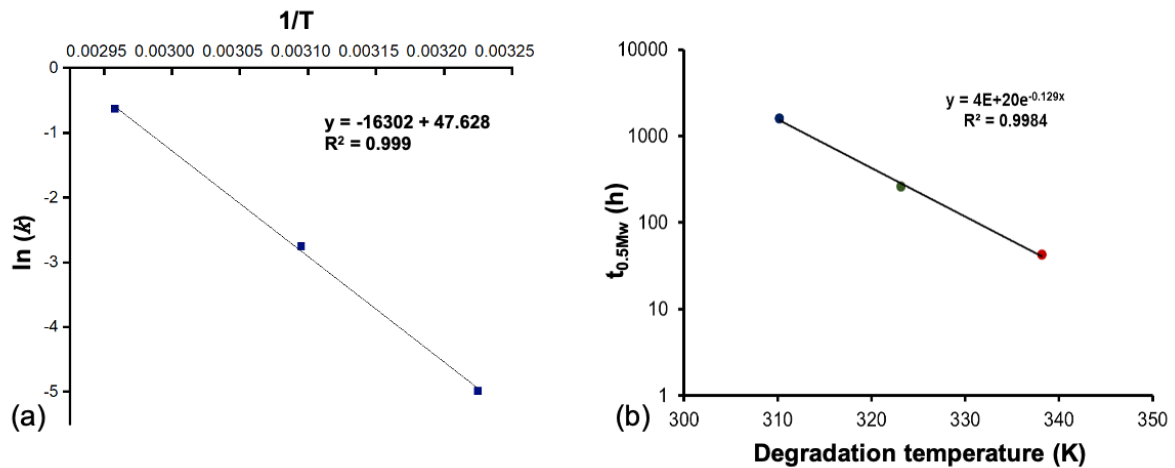 1/T
0.00295 0.00300 0.00305 0.00310 0.00315 0.00320 0.00325
0
-1
-2
-3
-4
-5
ln (k)
y = -16302 + 47.628
R² = 0.999
(a)
10000
1000
100
10
1
t0.5Mw (h)
y = 4E+20e-0.129x
R² = 0.9984
300 310 320 330 340 350
Degradation temperature (K)
(b)